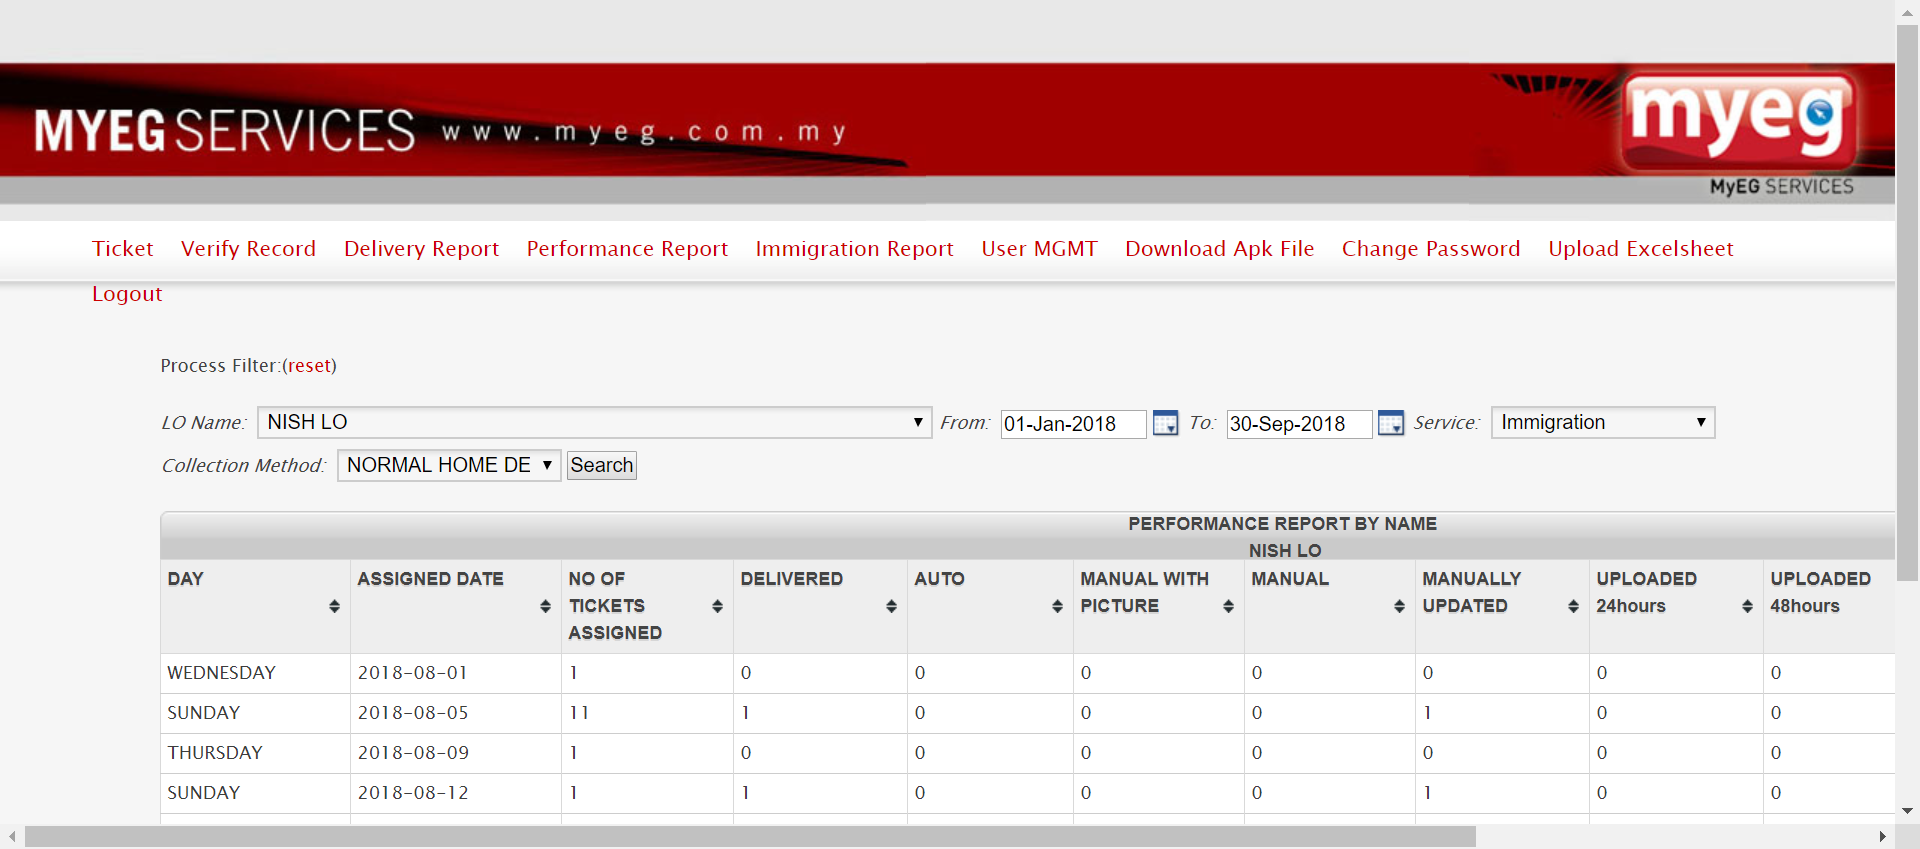 MYEG SERVICES www.myeg.com.my
myeg
MyEG SERVICES
Ticket Verify Record Delivery Report Performance Report Immigration Report User MGMT Download Apk File Change Password Upload Excelsheet
Logout
Process Filter:(reset)
LO Name: NISH LO From: 01-Jan-2018 To: 30-Sep-2018 Service: Immigration
Collection Method: NORMAL HOME DE Search
PERFORMANCE REPORT BY NAME
NISH LO
DAY ASSIGNED DATE NO OF TICKETS ASSIGNED DELIVERED AUTO MANUAL WITH PICTURE MANUAL MANUALLY UPDATED UPLOADED 24hours UPLOADED 48hours
WEDNESDAY 2018-08-01 1 0 0 0 0 0 0 0
SUNDAY 2018-08-05 11 1 0 0 0 1 0 0
THURSDAY 2018-08-09 1 0 0 0 0 0 0 0
SUNDAY 2018-08-12 1 1 0 0 0 1 0 0